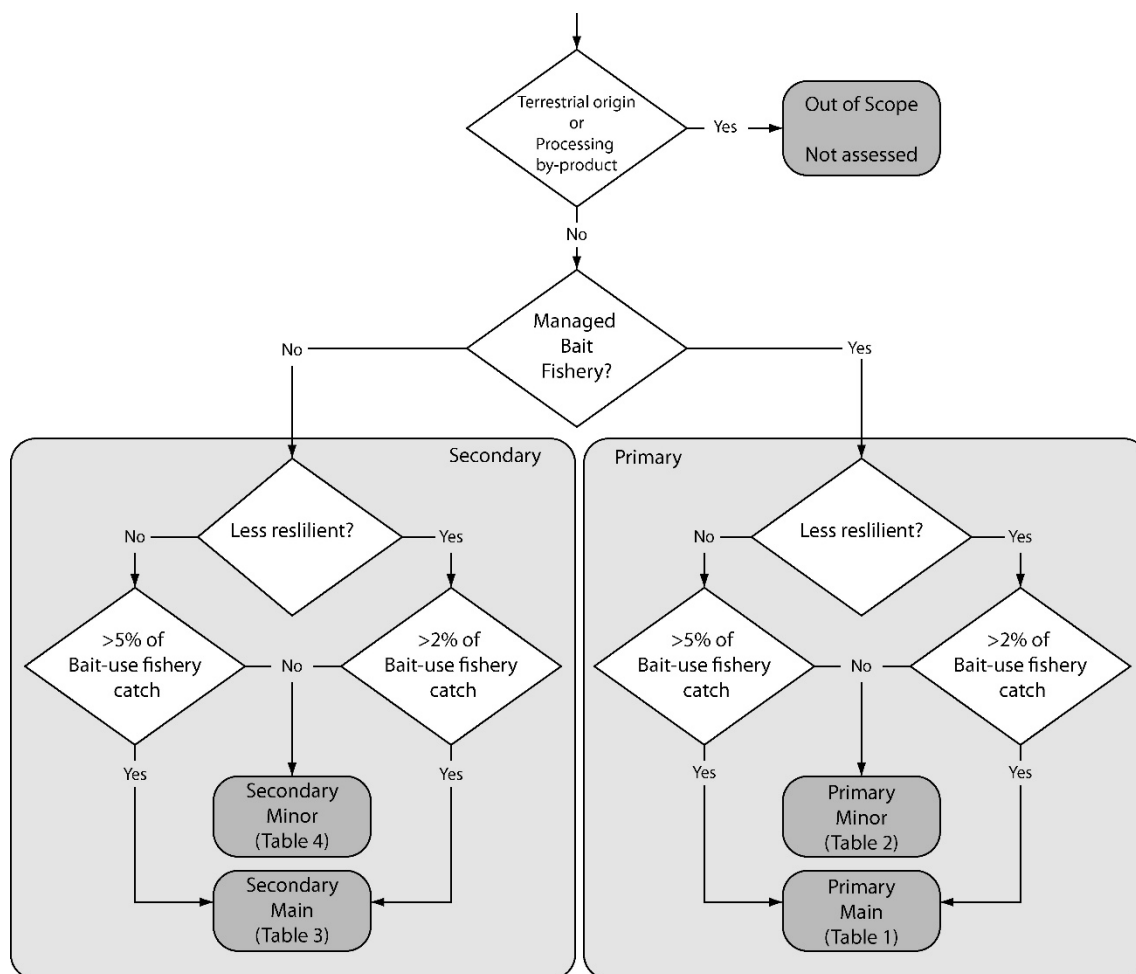 Terrestrial origin
or
Processing
by-product
Yes
Out of Scope
Not assessed
No
Managed
Bait
Fishery?
No
Yes
Secondary
Less reslilient?
No
Yes
>5% of
Bait-use fishery
catch
No
>2% of
Bait-use fishery
catch
Yes
Yes
Secondary
Minor
(Table 4)
Secondary
Main
(Table 3)
Primary
Less reslilient?
No
Yes
>5% of
Bait-use fishery
catch
No
>2% of
Bait-use fishery
catch
Yes
Yes
Primary
Minor
(Table 2)
Primary
Main
(Table 1)